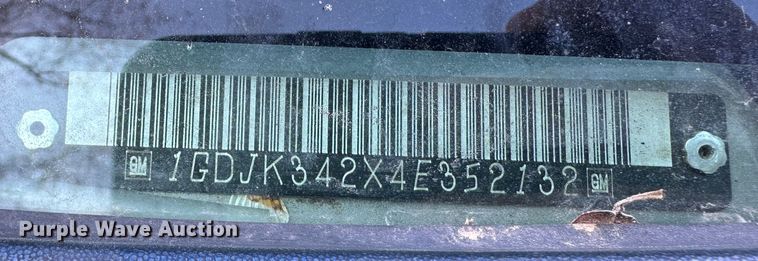 GM 1GDJK342X4E352132 GM
Purple Wave Auction